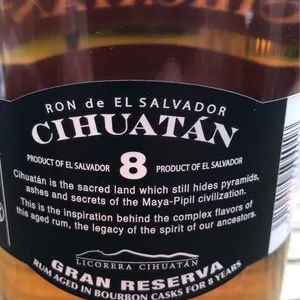 RON de EL SALVADOR
CIHUATÁN
PRODUCT OF EL SALVADOR 8 PRODUCT OF EL SALVADOR
Cihuatán is the sacred land which still hides pyramids,
ashes and secrets of the Maya-Pipil civilization.
This is the inspiration behind the complex flavors of
this aged rum, the legacy of the spirit of our ancestors.
LICORERA CIHUATÁN
GRAN RESERVA
RUM AGED IN BOURBON CASKS FOR 8 YEARS